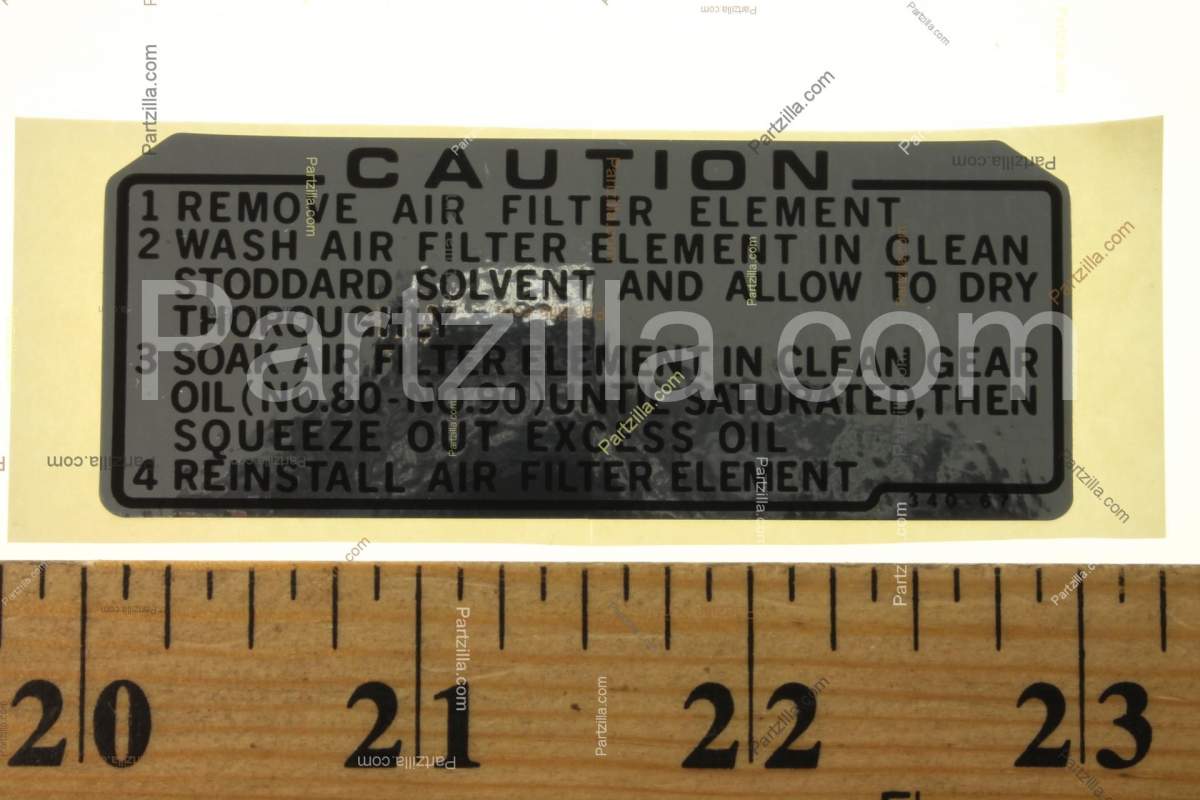 CAUTION
1 REMOVE AIR FILTER ELEMENT
2 WASH AIR FILTER ELEMENT IN CLEAN
STODDARD SOLVENT AND ALLOW TO DRY
THOROUGHLY
3 SOAK AIR FILTER ELEMENT IN CLEAN GEAR
OIL (NO.80-NO.90) UNTIL SATURATED, THEN
SQUEEZE OUT EXCESS OIL
4 REINSTALL AIR FILTER ELEMENT
340 67
Partzilla.com
20 21 22 23